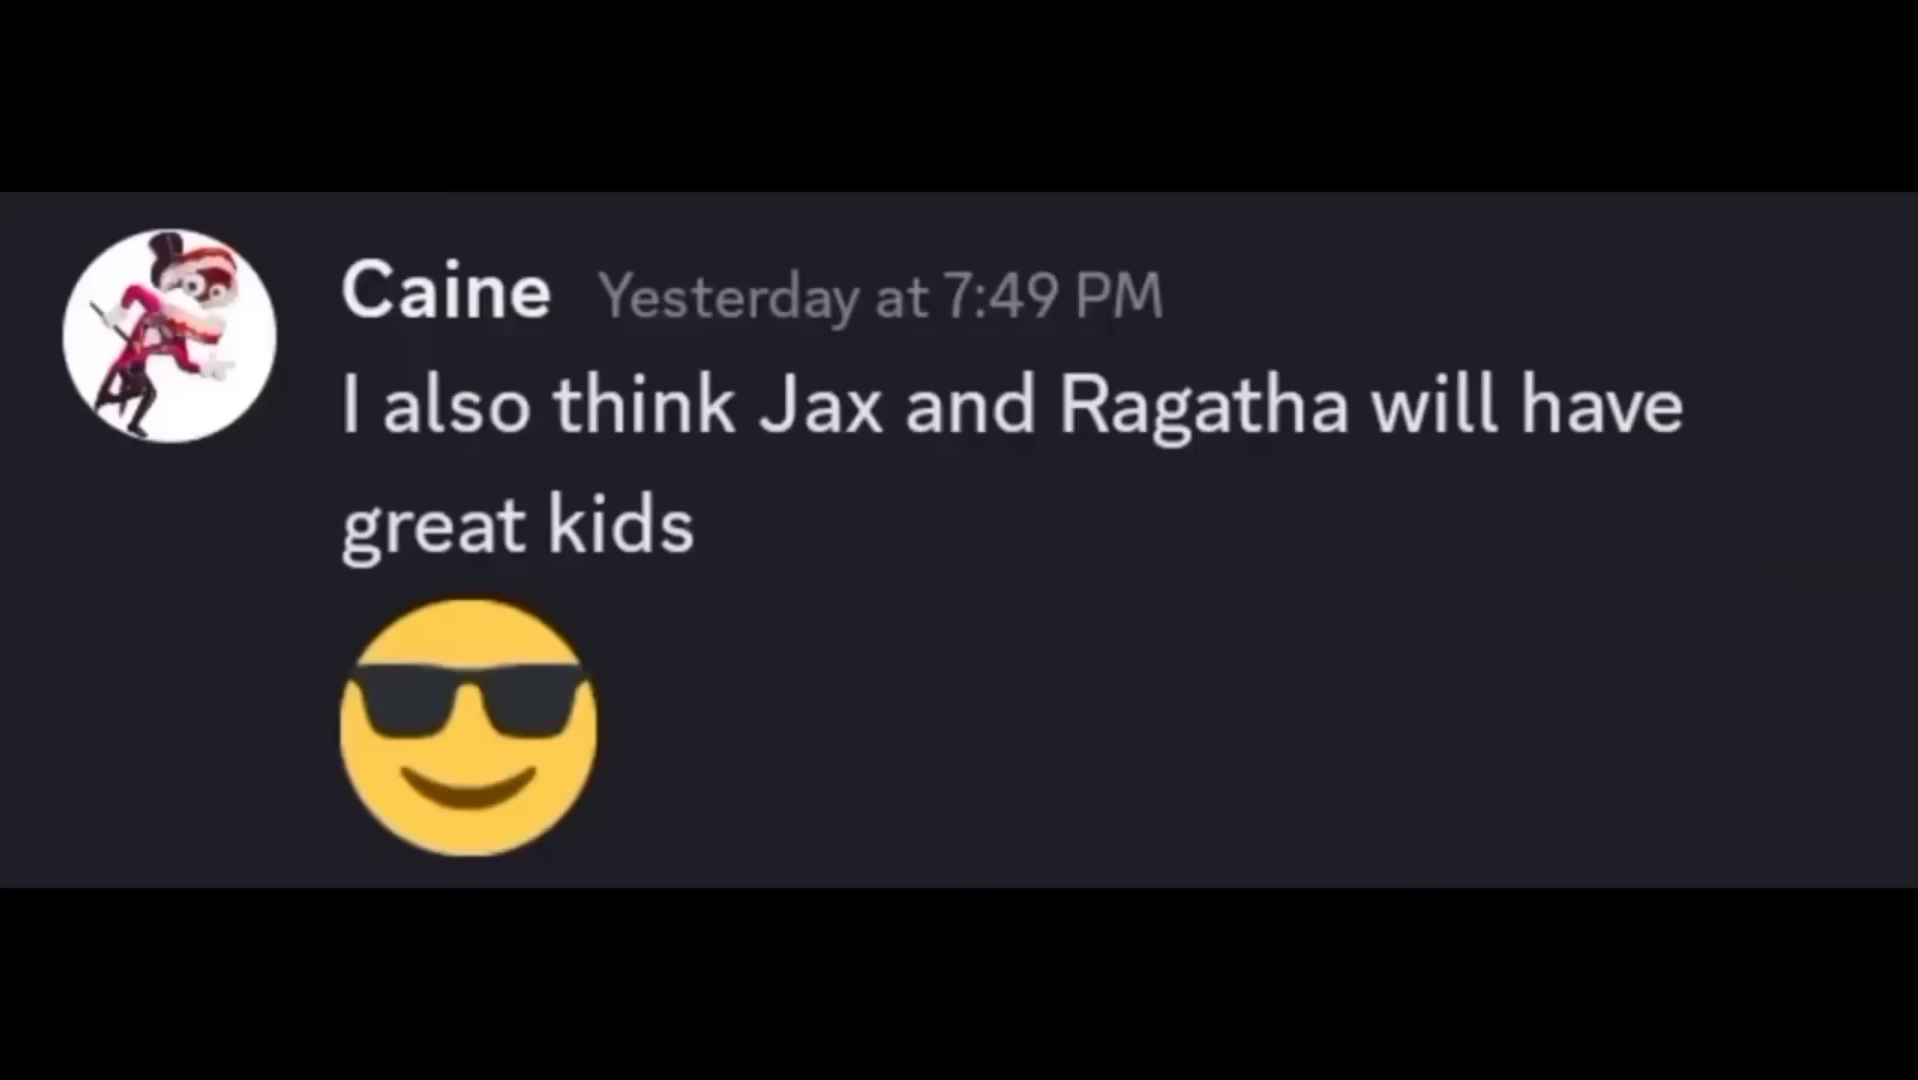 Caine Yesterday at 7:49 PM
I also think Jax and Ragatha will have
great kids